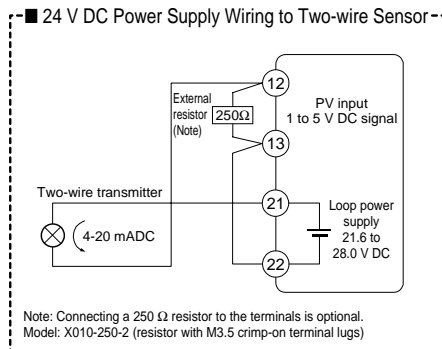 ■ 24 V DC Power Supply Wiring to Two-wire Sensor
12
External
resistor
(Note)
250Ω
PV input
1 to 5 V DC signal
13
Two-wire transmitter
21
4-20 mADC
Loop power
supply
21.6 to
28.0 V DC
22
Note: Connecting a 250 Ω resistor to the terminals is optional.
Model: X010-250-2 (resistor with M3.5 crimp-on terminal lugs)